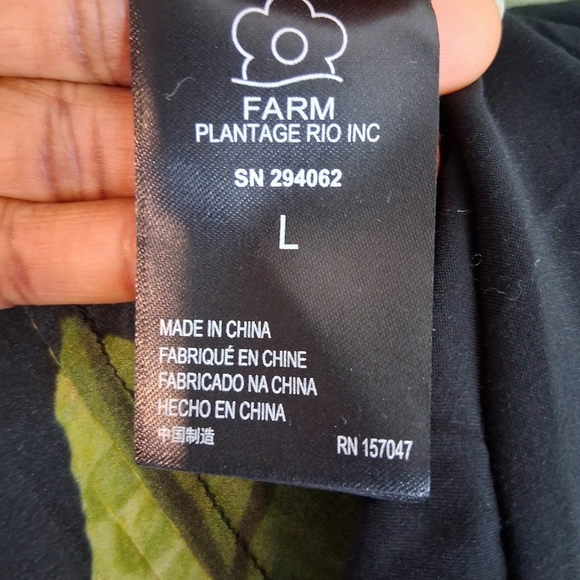 FARM
PLANTAGE RIO INC
SN 294062
L
MADE IN CHINA
FABRIQUÉ EN CHINE
FABRICADO NA CHINA
HECHO EN CHINA
中国制造
RN 157047